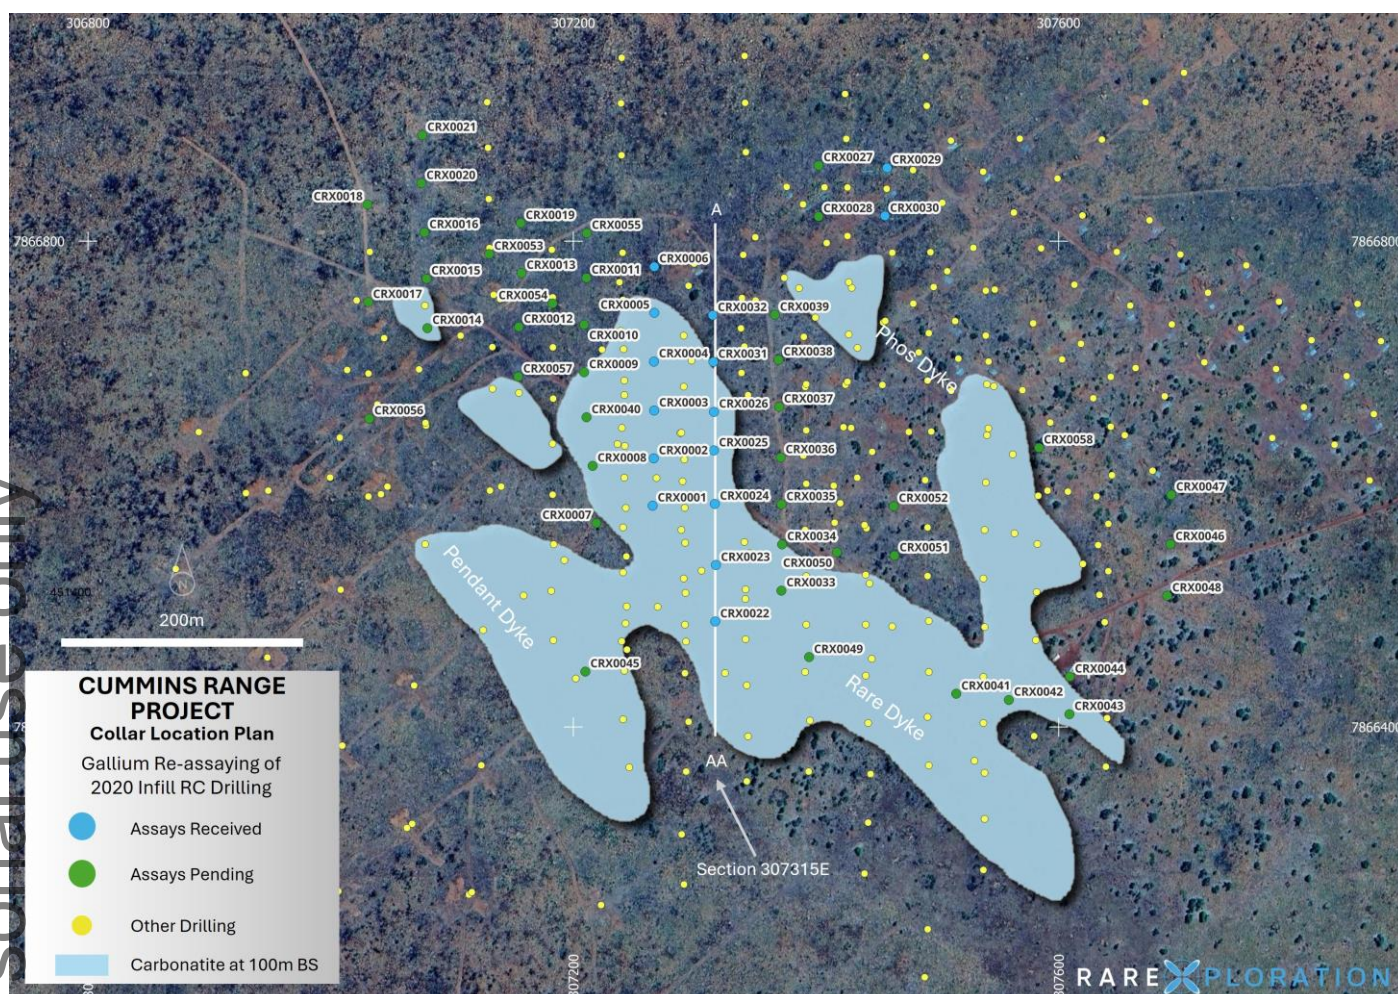 306800
307200
307600
CRX0021
CRX0027
CRX0029
CRX0020
CRX0018
CRX0028
CRX0030
CRX0019
CRX0016
CRX0055
A
7866800
7866800
CRX0053
CRX0006
CRX0015
CRX0013
CRX0011
CRX0017
CRX0054
CRX0005
CRX0032
CRX0039
CRX0014
CRX0012
CRX0010
Phos Dyke
CRX0004
CRX0031
CRX0038
CRX0057
CRX0009
CRX0056
CRX0040
CRX0003
CRX0026
CRX0037
CRX0058
CRX0008
CRX0002
CRX0025
CRX0036
CRX0047
CRX0001
CRX0024
CRX0035
CRX0052
CRX0007
CRX0034
CRX0046
Pendant Dyke
CRX0023
CRX0050
CRX0051
CRX0033
CRX0048
N
200m
CRX0022
CRX0045
CRX0049
CRX0044
Rare Dyke
CRX0041
CRX0042
CRX0043
7866400
AA
Section 307315E
CUMMINS RANGE
PROJECT
Collar Location Plan
Gallium Re-assaying of
2020 Infill RC Drilling
Assays Received
Assays Pending
Other Drilling
Carbonatite at 100m BS
307200
307600
RAREXPLORATION